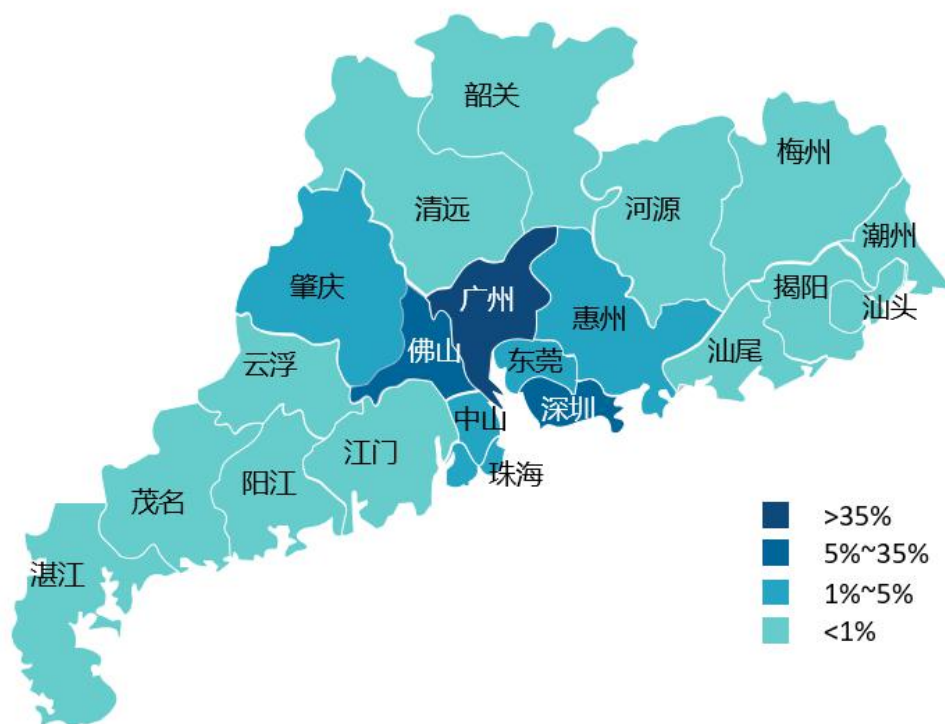 韶关
梅州
清远
河源
潮州
肇庆
广州
揭阳
惠州
汕头
佛山
东莞
汕尾
云浮
深圳
中山
江门
珠海
阳江
茂名
湛江
>35%
5%~35%
1%~5%
<1%